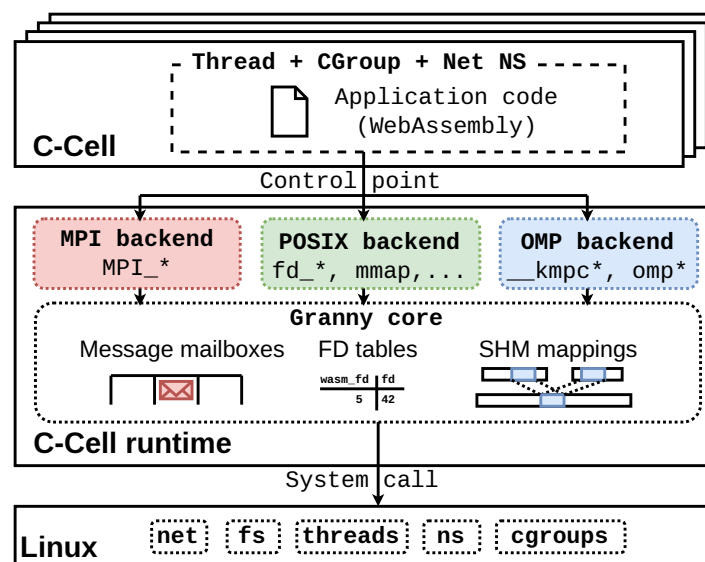 Thread + CGroup + Net NS
Application code
(WebAssembly)
C-Cell
Control point
MPI backend
MPI_*
POSIX backend
fd_*, mmap,...
OMP backend
__kmpc*, omp*
Granny core
Message mailboxes
FD tables
SHM mappings
wasm_fd fd
5 42
C-Cell runtime
System call
Linux
net fs threads ns cgroups